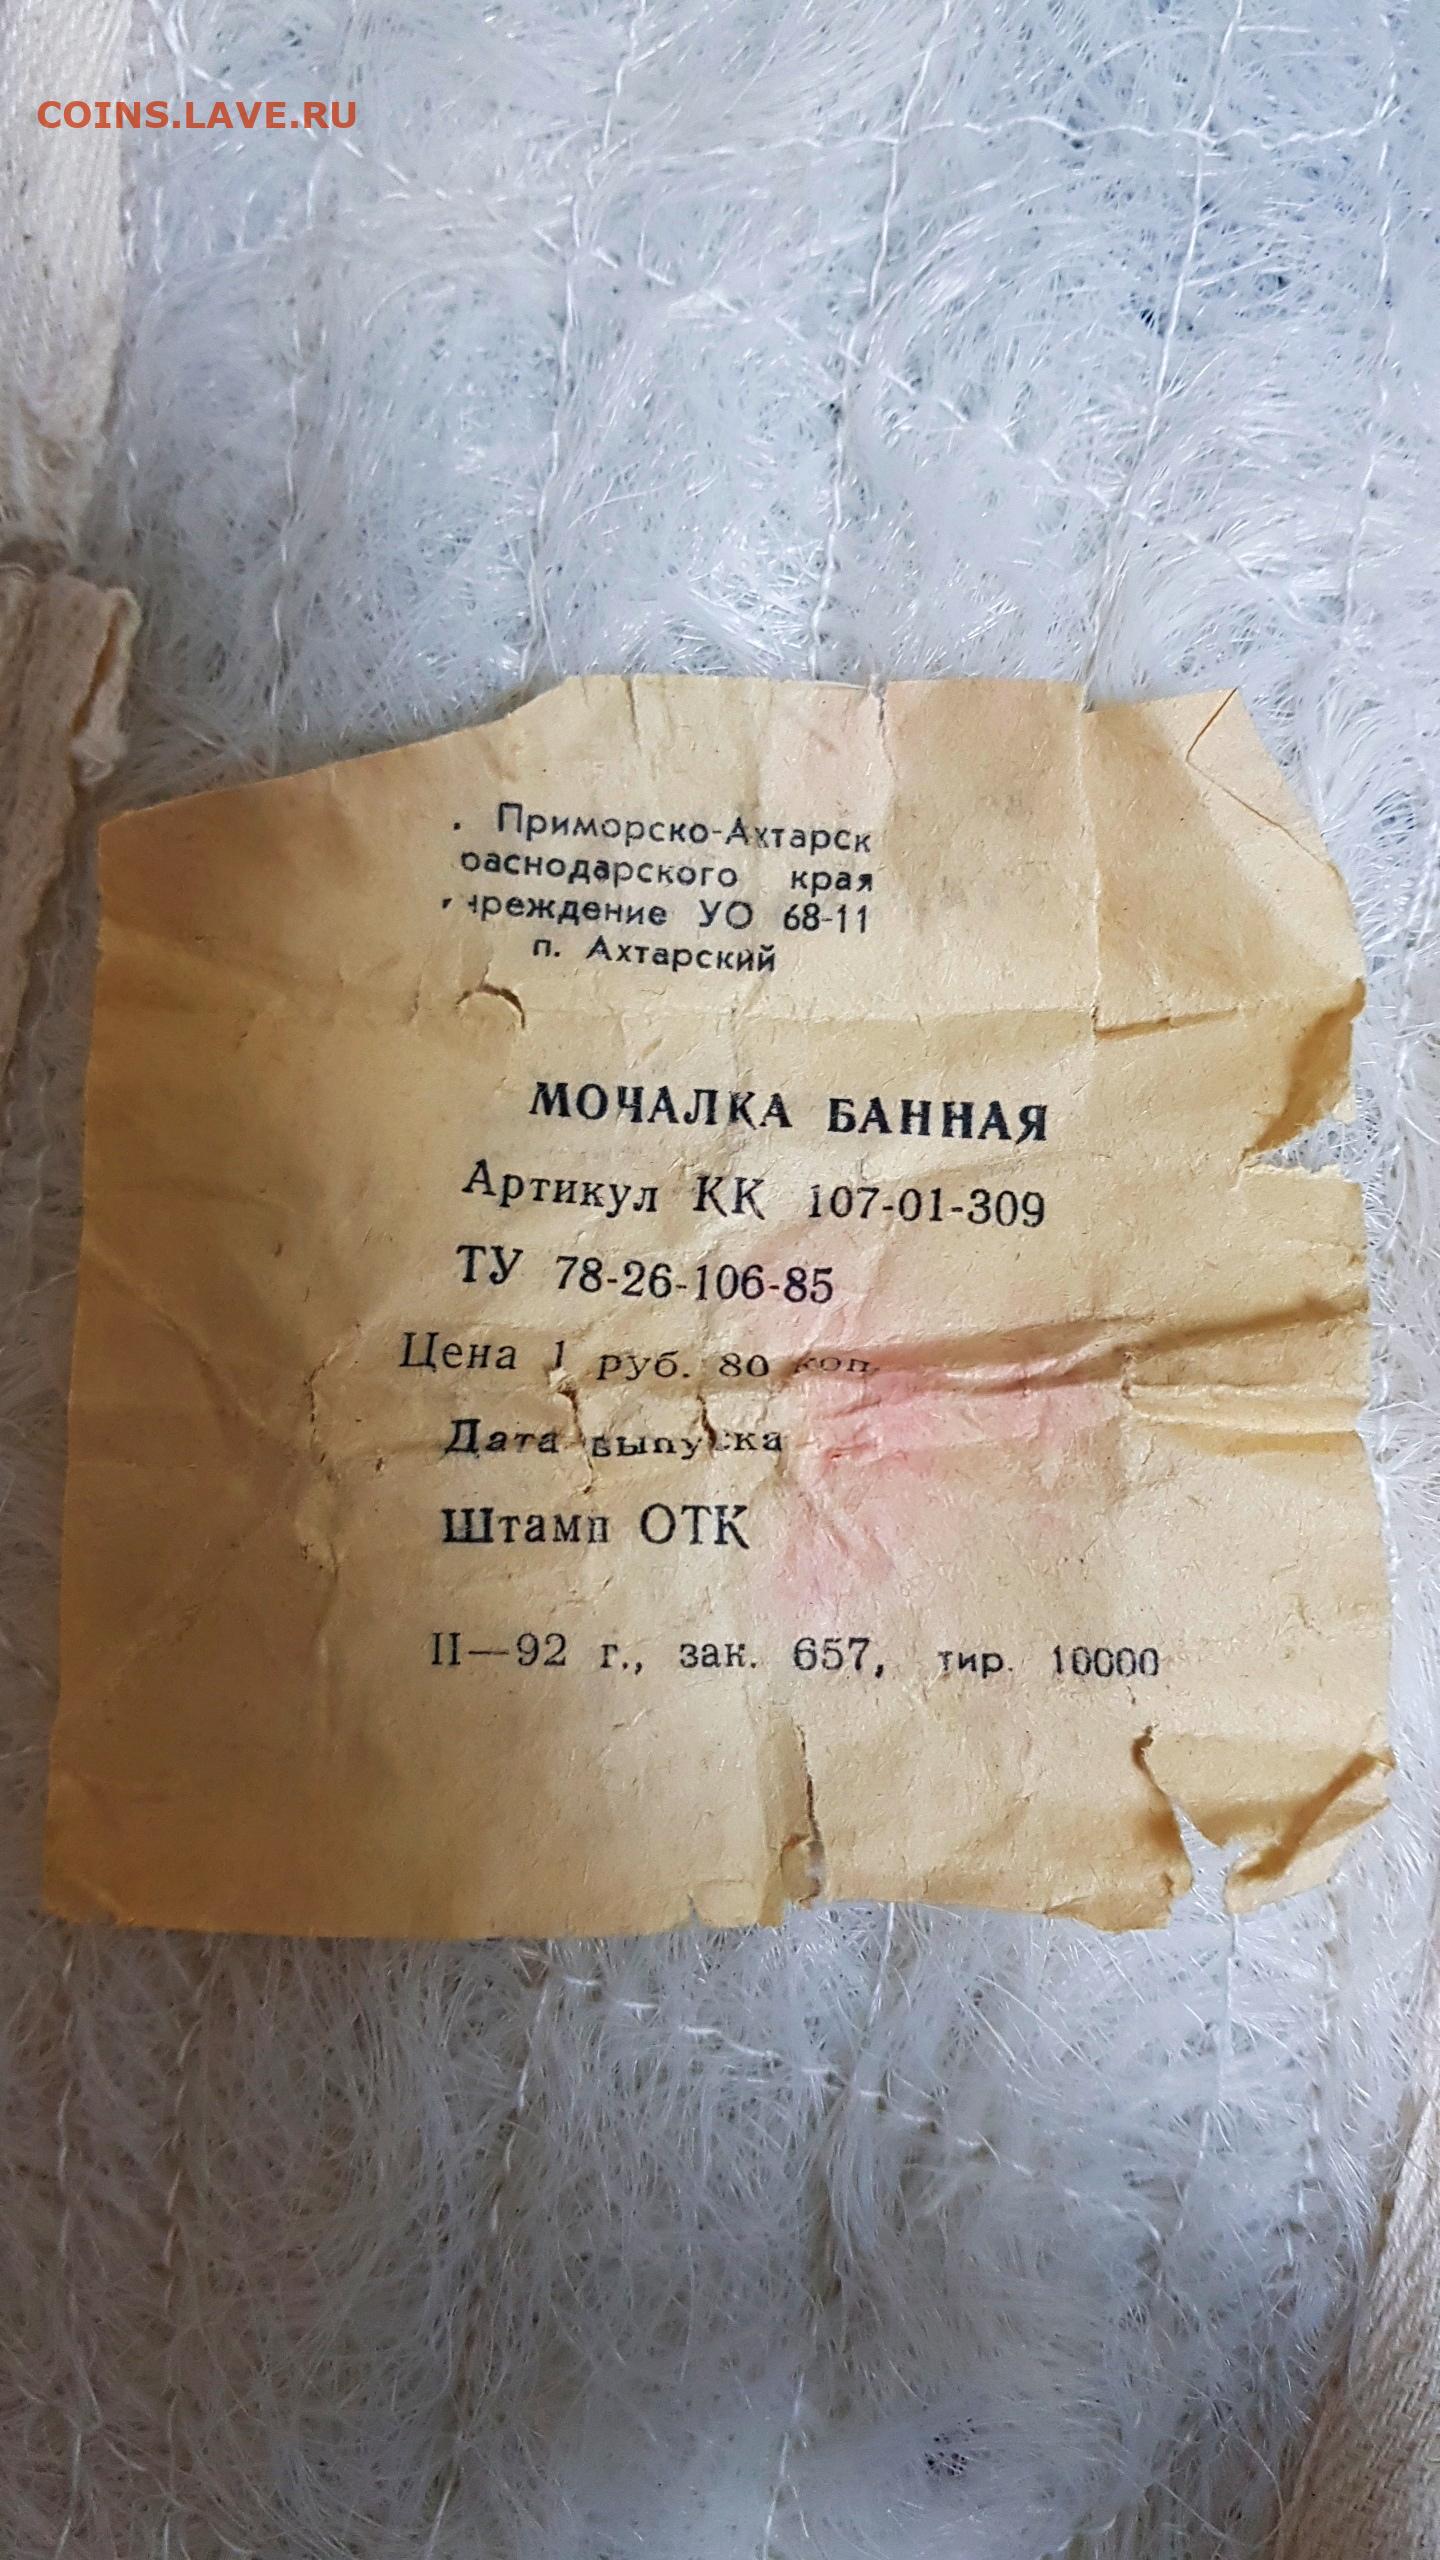 COINS.LAVE.RU
. Приморско-Ахтарск
раснодарского края
чреждение УО 68-11
п. Ахтарский
МОЧАЛКА БАННАЯ
Артикул КК 107-01-309
ТУ 78-26-106-85
Цена 1 руб. 80 коп.
Дата выпуска
Штамп ОТК
II—92 г., зак. 657, тир. 10000